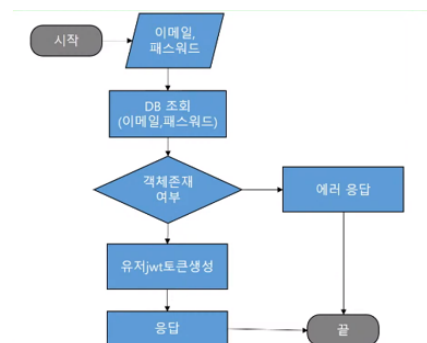 시작
이메일,
패스워드
DB 조회
(이메일,패스워드)
객체존재
여부
에러 응답
유저jwt토큰생성
응답
끝